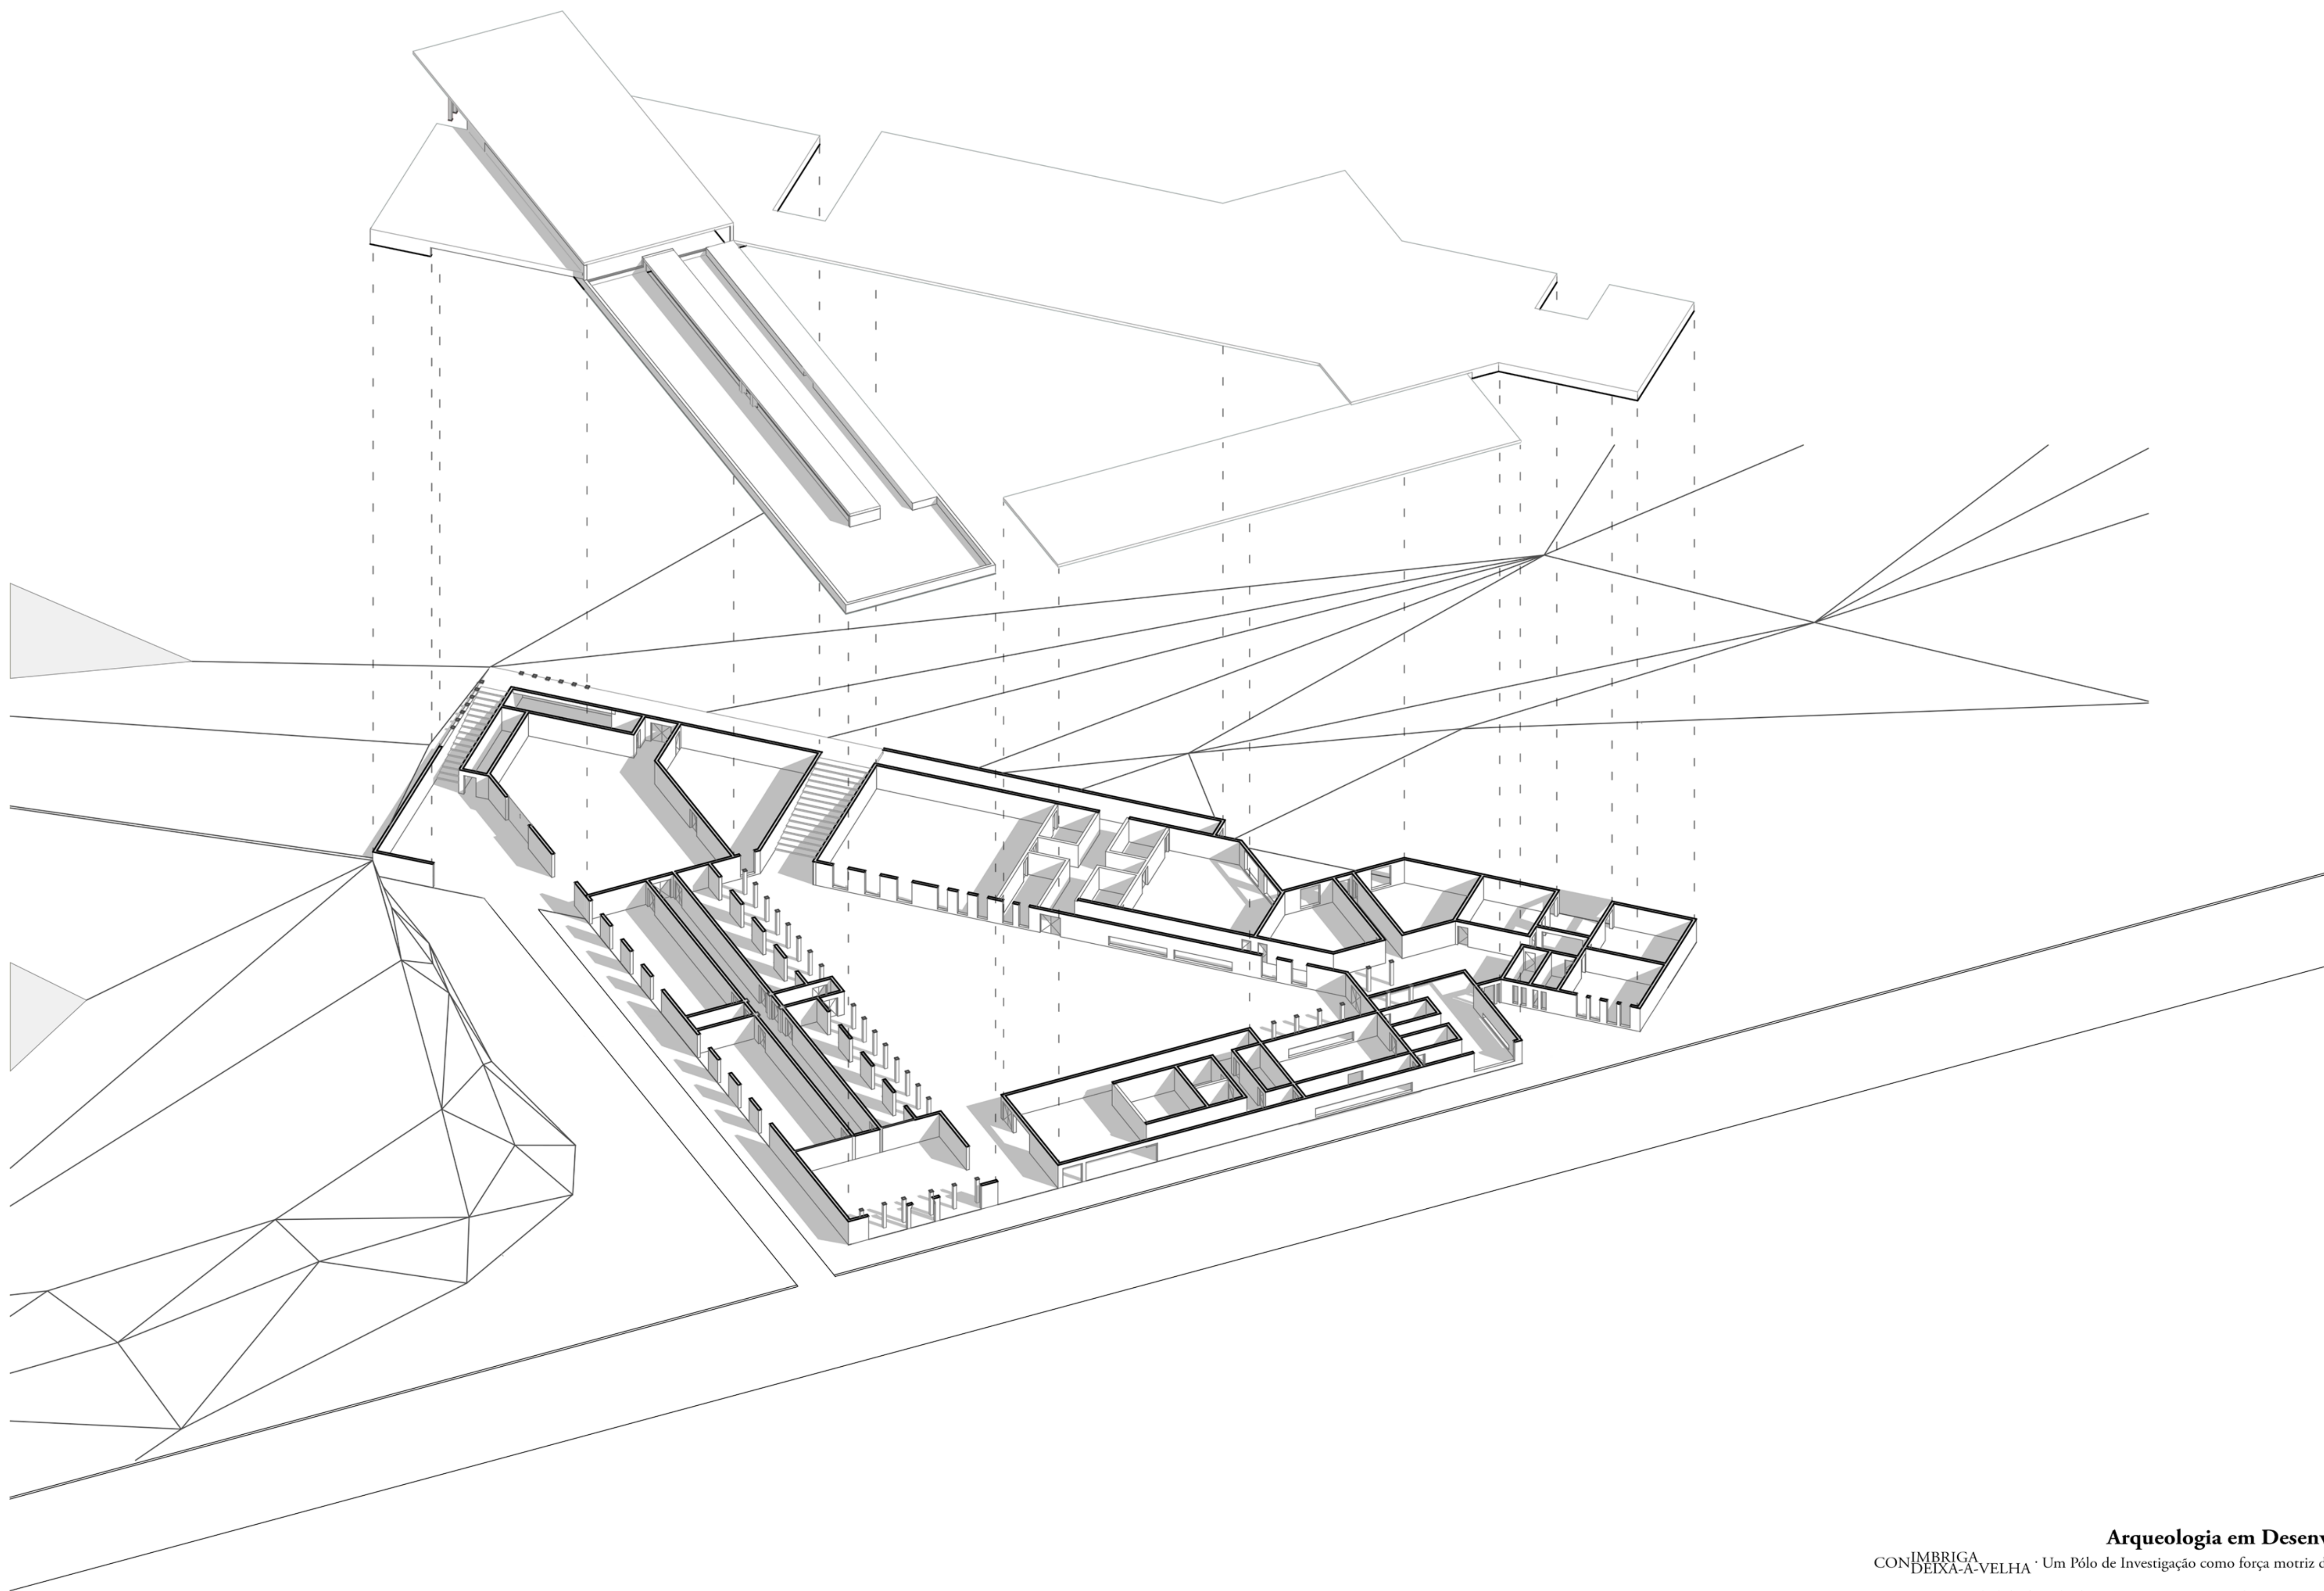 Arqueologia em Desenv
CONIMBRIGA
DEIXA-A-VELHA · Um Pólo de Investigação como força motriz d